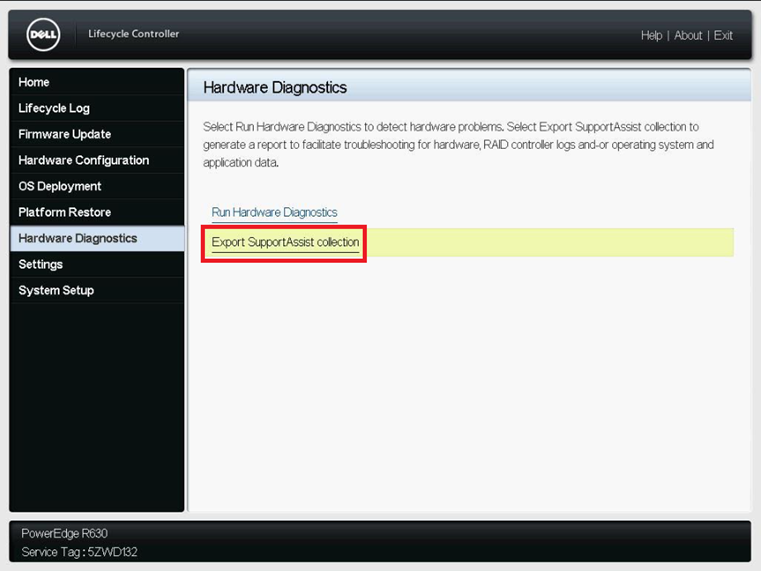 DELL
Lifecycle Controller
Help | About | Exit
Home
Lifecycle Log
Firmware Update
Hardware Configuration
OS Deployment
Platform Restore
Hardware Diagnostics
Settings
System Setup
Hardware Diagnostics
Select Run Hardware Diagnostics to detect hardware problems. Select Export SupportAssist collection to
generate a report to facilitate troubleshooting for hardware, RAID controller logs and-or operating system and
application data.
Run Hardware Diagnostics
Export SupportAssist collection
PowerEdge R630
Service Tag : 5ZWD132